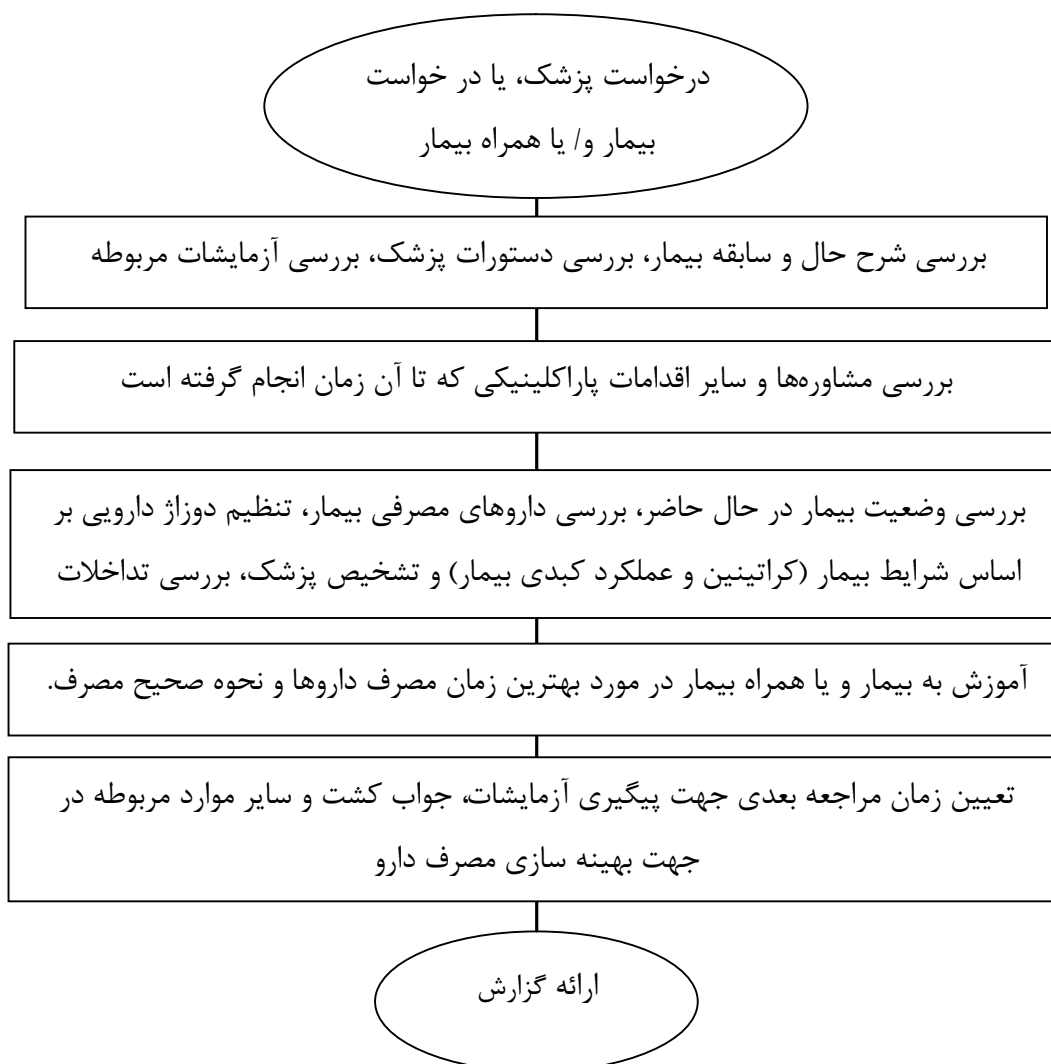 درخواست پزشک، یا در خواست
بیمار و/ یا همراه بیمار
بررسی شرح حال و سابقه بیمار، بررسی دستورات پزشک، بررسی آزمایشات مربوطه
بررسی مشاوره‌ها و سایر اقدامات پاراکلینیکی که تا آن زمان انجام گرفته است
بررسی وضعیت بیمار در حال حاضر، بررسی داروهای مصرفی بیمار، تنظیم دوزاژ دارویی بر
اساس شرایط بیمار (کراتینین و عملکرد کبدی بیمار) و تشخیص پزشک، بررسی تداخلات
آموزش به بیمار و یا همراه بیمار در مورد بهترین زمان مصرف داروها و نحوه صحیح مصرف.
تعیین زمان مراجعه بعدی جهت پیگیری آزمایشات، جواب کشت و سایر موارد مربوطه در
جهت بهینه سازی مصرف دارو
ارائه گزارش